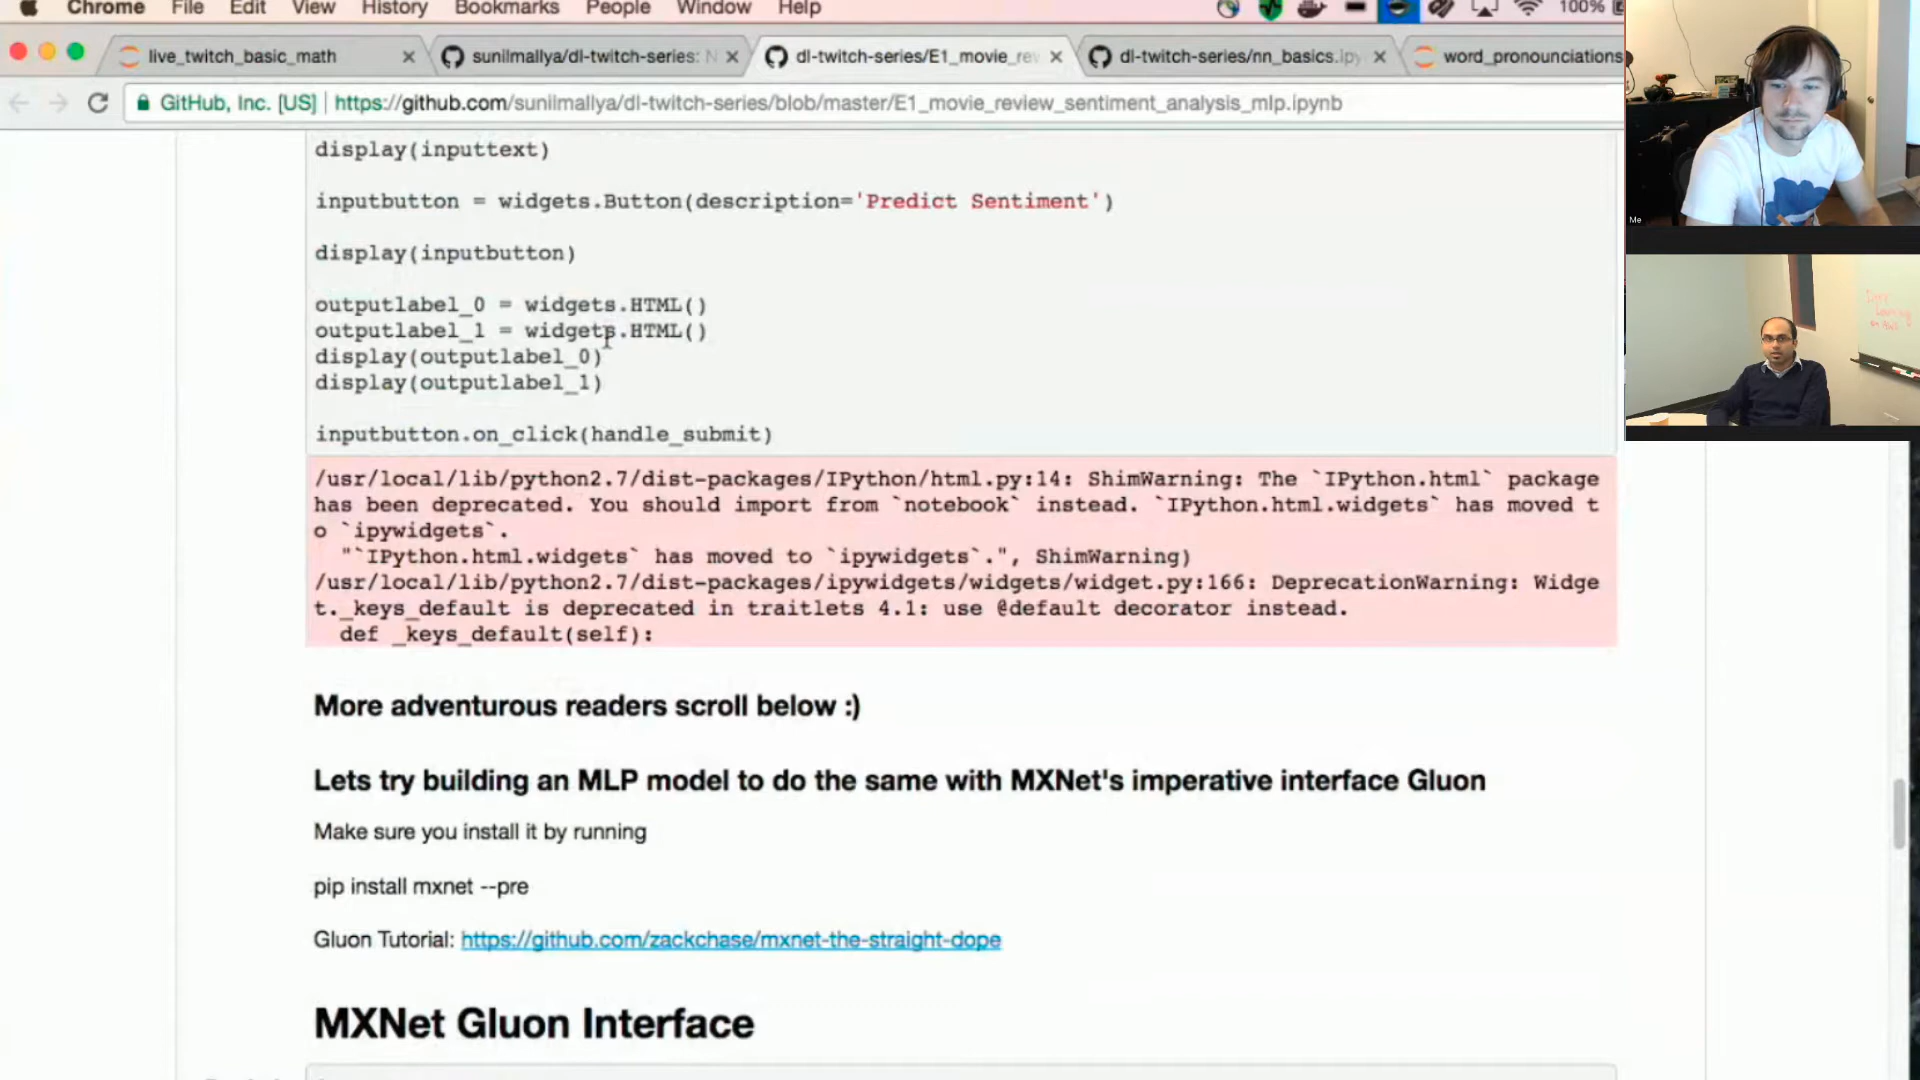 Chrome File Edit View History Bookmarks People Window Help 100%
live_twitch_basic_math
sunilmallya/dl-twitch-series: N
dl-twitch-series/E1_movie_rev
dl-twitch-series/nn_basics.ipy
word_pronounciations
GitHub, Inc. [US] https://github.com/sunilmallya/dl-twitch-series/blob/master/E1_movie_review_sentiment_analysis_mlp.ipynb
display(inputtext)
inputbutton = widgets.Button(description='Predict Sentiment')
display(inputbutton)
outputlabel_0 = widgets.HTML()
outputlabel_1 = widgets.HTML()
display(outputlabel_0)
display(outputlabel_1)
inputbutton.on_click(handle_submit)
/usr/local/lib/python2.7/dist-packages/IPython/html.py:14: ShimWarning: The `IPython.html` package
has been deprecated. You should import from `notebook` instead. `IPython.html.widgets` has moved t
o `ipywidgets`.
"`IPython.html.widgets` has moved to `ipywidgets`.", ShimWarning)
/usr/local/lib/python2.7/dist-packages/ipywidgets/widgets/widget.py:166: DeprecationWarning: Widge
t._keys_default is deprecated in traitlets 4.1: use @default decorator instead.
def _keys_default(self):
More adventurous readers scroll below :)
Lets try building an MLP model to do the same with MXNet's imperative interface Gluon
Make sure you install it by running
pip install mxnet --pre
Gluon Tutorial: https://github.com/zackchase/mxnet-the-straight-dope
MXNet Gluon Interface
Me